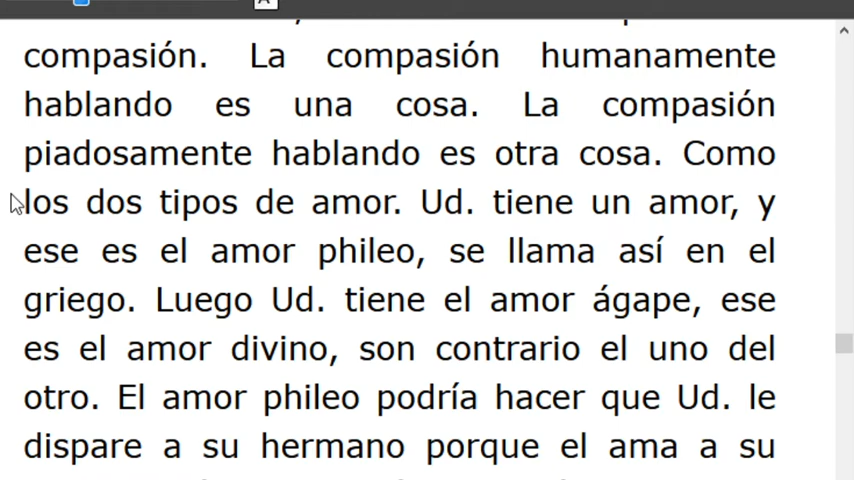 compasión. La compasión humanamente
hablando es una cosa. La compasión
piadosamente hablando es otra cosa. Como
los dos tipos de amor. Ud. tiene un amor, y
ese es el amor phileo, se llama así en el
griego. Luego Ud. tiene el amor ágape, ese
es el amor divino, son contrario el uno del
otro. El amor phileo podría hacer que Ud. le
dispare a su hermano porque el ama a su